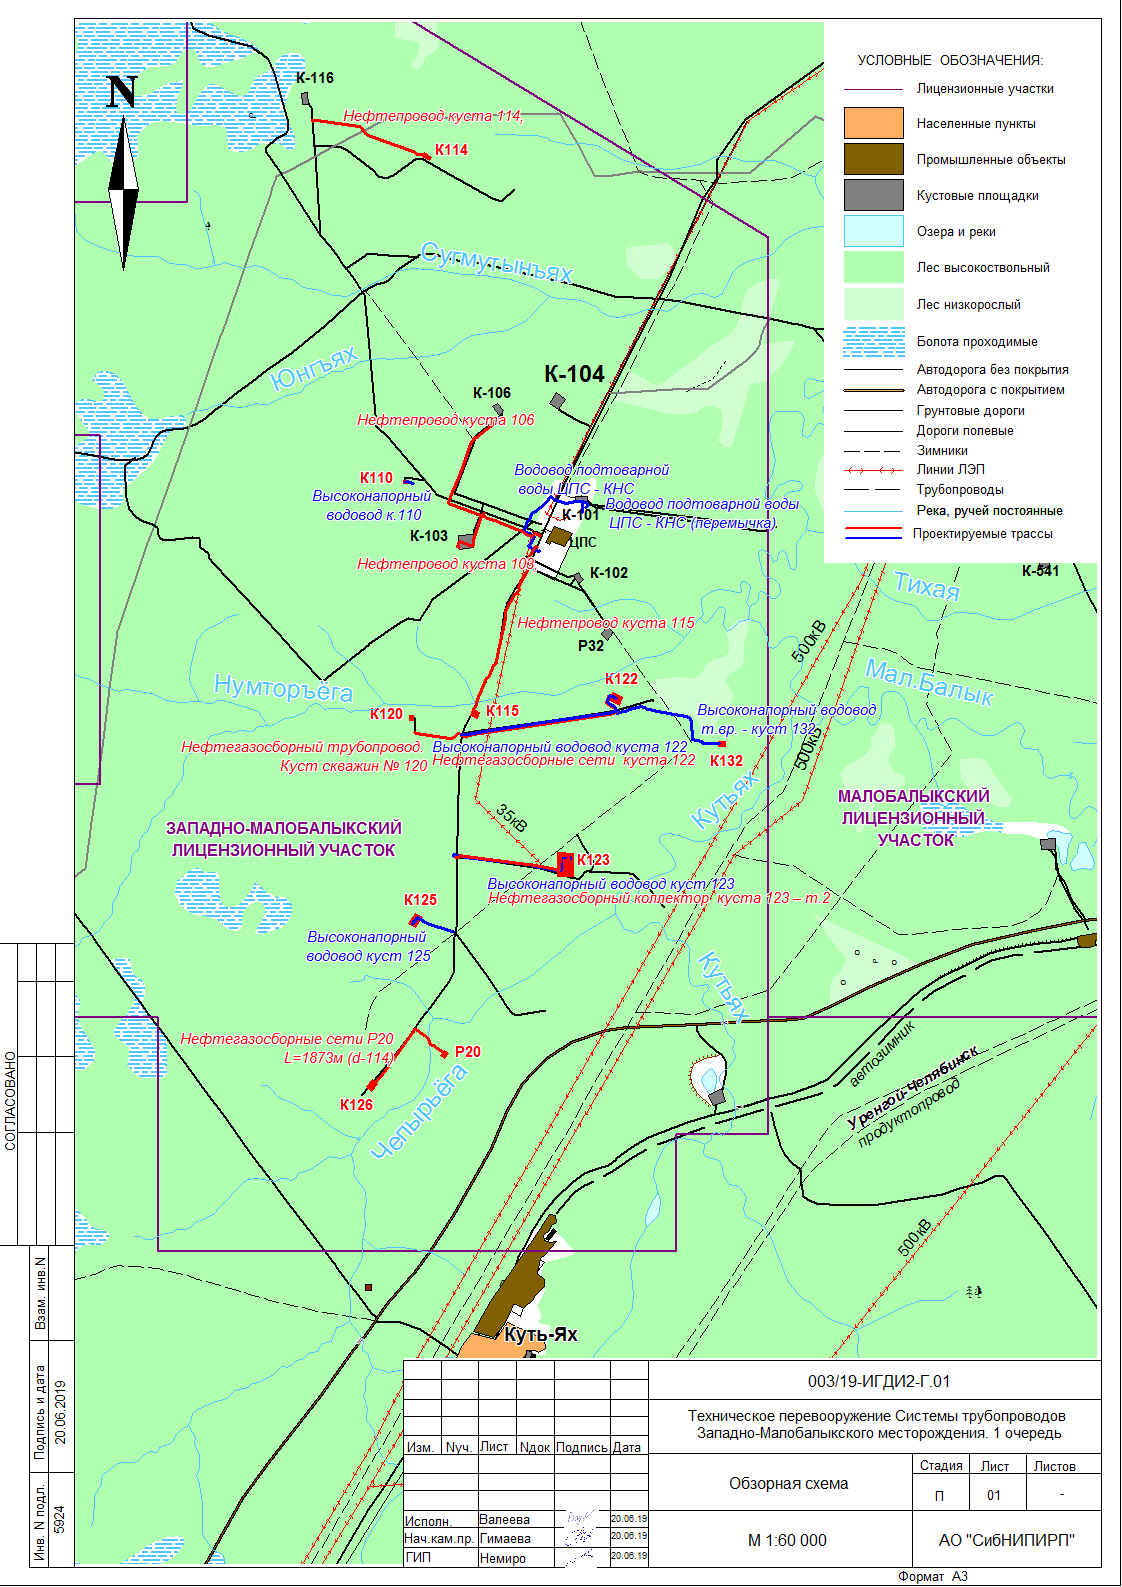 УСЛОВНЫЕ ОБОЗНАЧЕНИЯ:
Лицензионные участки
Населенные пункты
Промышленные объекты
Кустовые площадки
Озера и реки
Лес высокоствольный
Лес низкорослый
Болота проходимые
Автодорога без покрытия
Автодорога с покрытием
Грунтовые дороги
Дороги полевые
Зимники
Линии ЛЭП
Трубопроводы
Река, ручей постоянные
Проектируемые трассы
N
К-116
Нефтепровод куста 114,
К114
Сугмутынъях
Юнгъях
К-104
К-106
Нефтепровод куста 106
К110
Высоконапорный
водовод к.110
Водовод подтоварной
воды ЦПС - КНС
Водовод подтоварной воды
ЦПС - КНС (перемычка)
К-101
К-103
ЦПС
Нефтепровод куста 109
К-102
К-541
Тихая
Нефтепровод куста 115
Р32
500кВ
Мал.Балык
Нумторъёга
К122
К120
К115
Высоконапорный водовод
т.вр. - куст 132
Нефтегазосборный трубопровод.
Куст скважин № 120
Высоконапорный водовод куста 122
Нефтегазосборные сети куста 122
К132
500кВ
Кутьях
35кВ
МАЛОБАЛЫКСКИЙ
ЛИЦЕНЗИОННЫЙ
УЧАСТОК
ЗАПАДНО-МАЛОБАЛЫКСКИЙ
ЛИЦЕНЗИОННЫЙ УЧАСТОК
К123
Высоконапорный водовод куст 123
Нефтегазосборный коллектор куста 123 – т.2
К125
Высоконапорный
водовод куст 125
Кутьях
Нефтегазосборные сети Р20
L=1873м (d-114)
Р20
К126
Чепырьёга
автозимник
Уренгой-Челябинск
продуктопровод
500кВ
Куть-Ях
СОГЛАСОВАНО
Взам. инв.N
Подпись и дата
20.06.2019
Инв. N подл.
5924
003/19-ИГДИ2-Г.01
Техническое перевооружение Системы трубопроводов
Западно-Малобалыкского месторождения. 1 очередь
Изм. Nуч. Лист Nдок Подпись Дата
Обзорная схема
Стадия Лист Листов
П 01 -
Исполн. Валеева 20.06.19
Нач.кам.пр. Гимаева 20.06.19
ГИП Немиро 20.06.19
М 1:60 000
АО "СибНИПИРП"
Формат А3